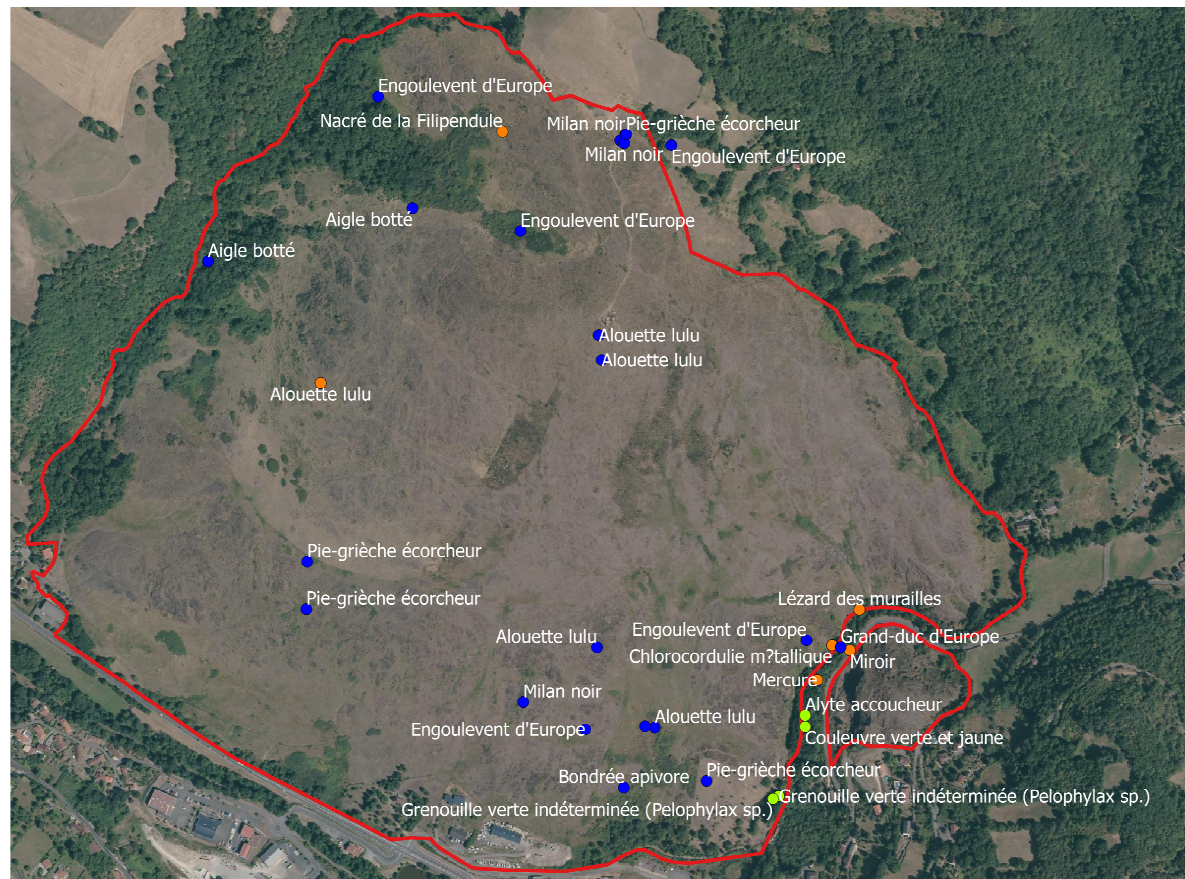 Engoulevent d'Europe
Nacré de la Filipendule
Milan noir
Pie-grièche écorcheur
Milan noir
Engoulevent d'Europe
Aigle botté
Engoulevent d'Europe
Aigle botté
Alouette lulu
Alouette lulu
Alouette lulu
Pie-grièche écorcheur
Pie-grièche écorcheur
Lézard des murailles
Engoulevent d'Europe
Grand-duc d'Europe
Alouette lulu
Chlorocordulie m?tallique
Miroir
Mercure
Milan noir
Alyte accoucheur
Alouette lulu
Engoulevent d'Europe
Couleuvre verte et jaune
Bondrée apivore
Pie-grièche écorcheur
Grenouille verte indéterminée (Pelophylax sp.)
Grenouille verte indéterminée (Pelophylax sp.)